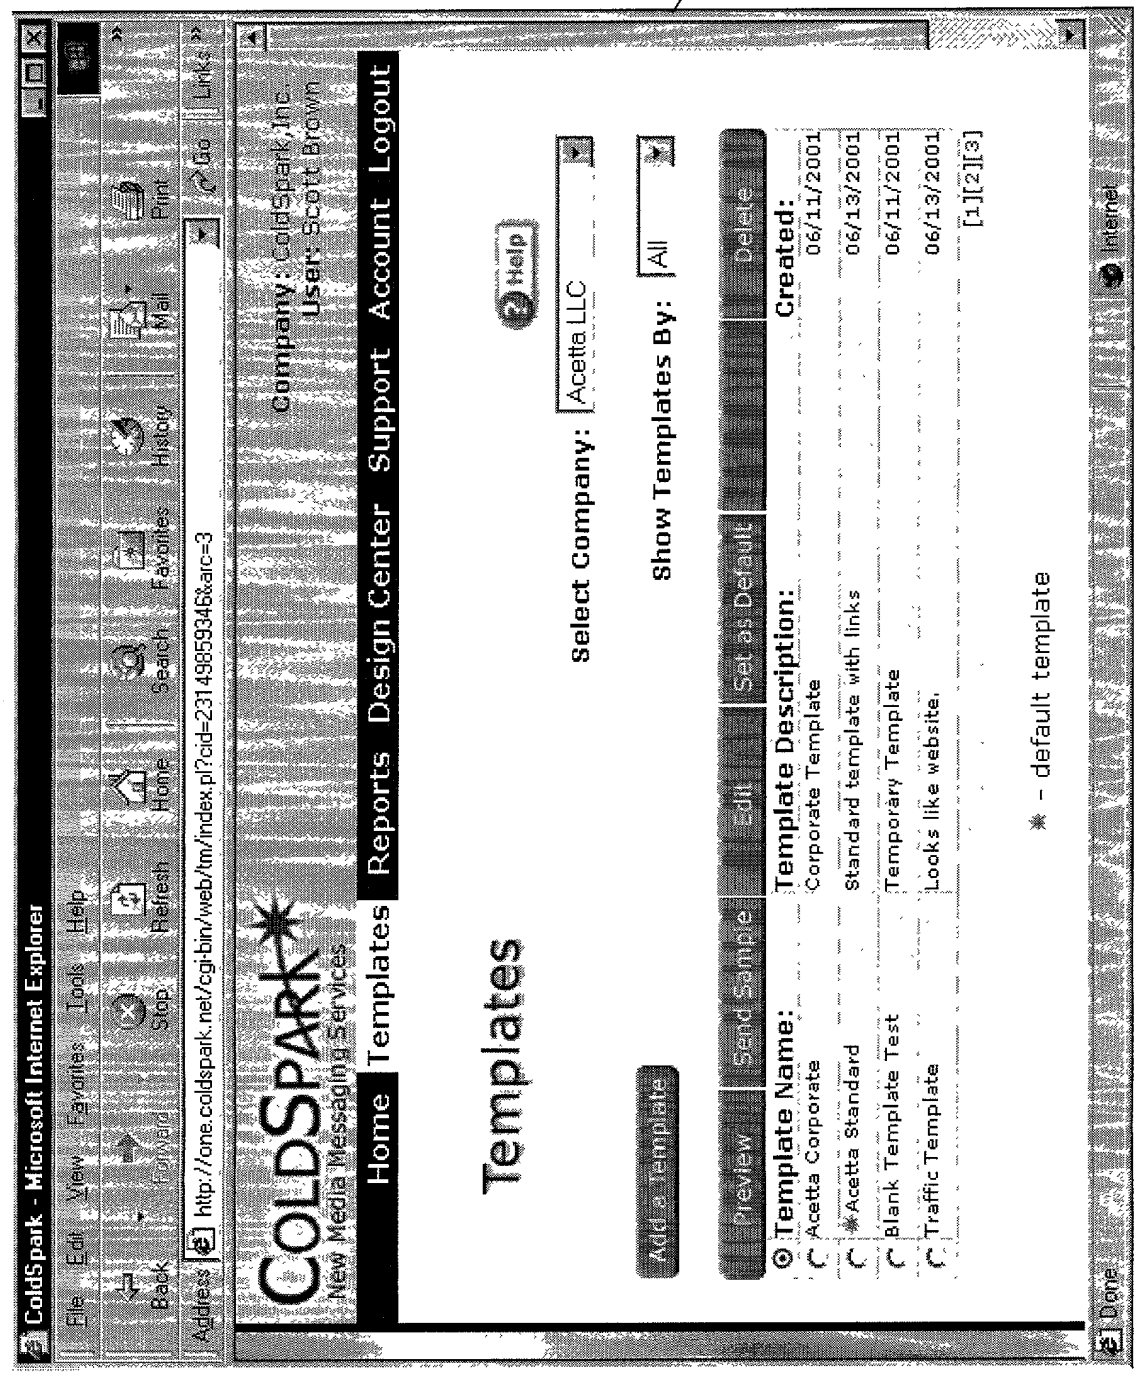 ColdSpark - Microsoft Internet Explorer
File Edit View Favorites Tools Help
Back Forward Stop Refresh Home Search Favorites History Mail Print
Address http://one.coldspark.net/cgi-bin/web/tm/index.pl?cid=23149859346&arc=3 Go Links
COLDSPARK
New Media Messaging Services
Company: ColdSpark,Inc..
User: Scott Brown
Home Templates Reports Design Center Support Account Logout
Templates
? Help
Select Company: Acetta LLC
Add a Template
Show Templates By: All
Preview Send Sample Edit Set as Default Delete
Template Name: Template Description: Created:
Acetta Corporate Corporate Template 06/11/2001
✷Acetta Standard Standard template with links 06/13/2001
Blank Template Test Temporary Template 06/11/2001
Traffic Template Looks like website. 06/13/2001
[1][2][3]
✷ - default template
Done Internet